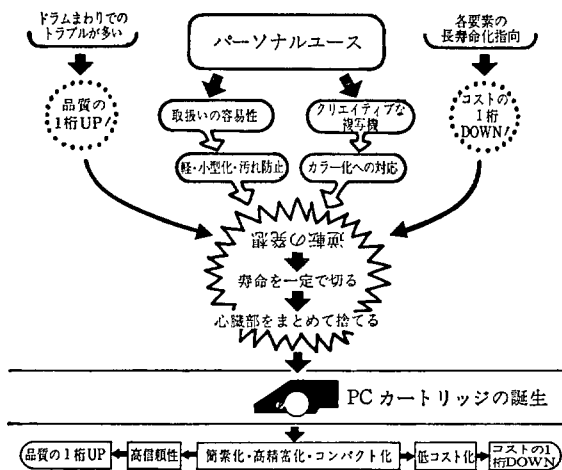 ドラムまわりでの
トラブルが多い
パーソナルユース
各要素の
長寿命化指向
品質の
1桁UP!
取扱いの容易性
クリエイティブな
複写機
コストの
1桁
DOWN!
軽・小型化・汚れ防止
カラー化への対応
逆転の発想
寿命を一定で切る
心臓部をまとめて捨てる
PCカートリッジの誕生
品質の1桁UP
高信頼性
簡素化・高精富化・コンパクト化
低コスト化
コストの1
桁DOWN